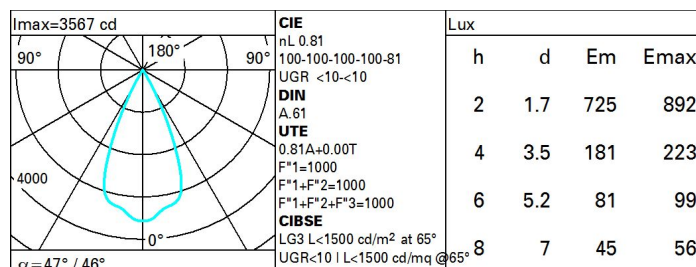 Imax=3567 cd
90° 180° 90°
4000
0°
α=47° / 46°
CIE
nL 0.81
100-100-100-100-81
UGR <10-<10
DIN
A.61
UTE
0.81A+0.00T
F"1=1000
F"1+F"2=1000
F"1+F"2+F"3=1000
CIBSE
LG3 L<1500 cd/m² at 65°
UGR<10 | L<1500 cd/mq @65°
Lux
h d Em Emax
2 1.7 725 892
4 3.5 181 223
6 5.2 81 99
8 7 45 56